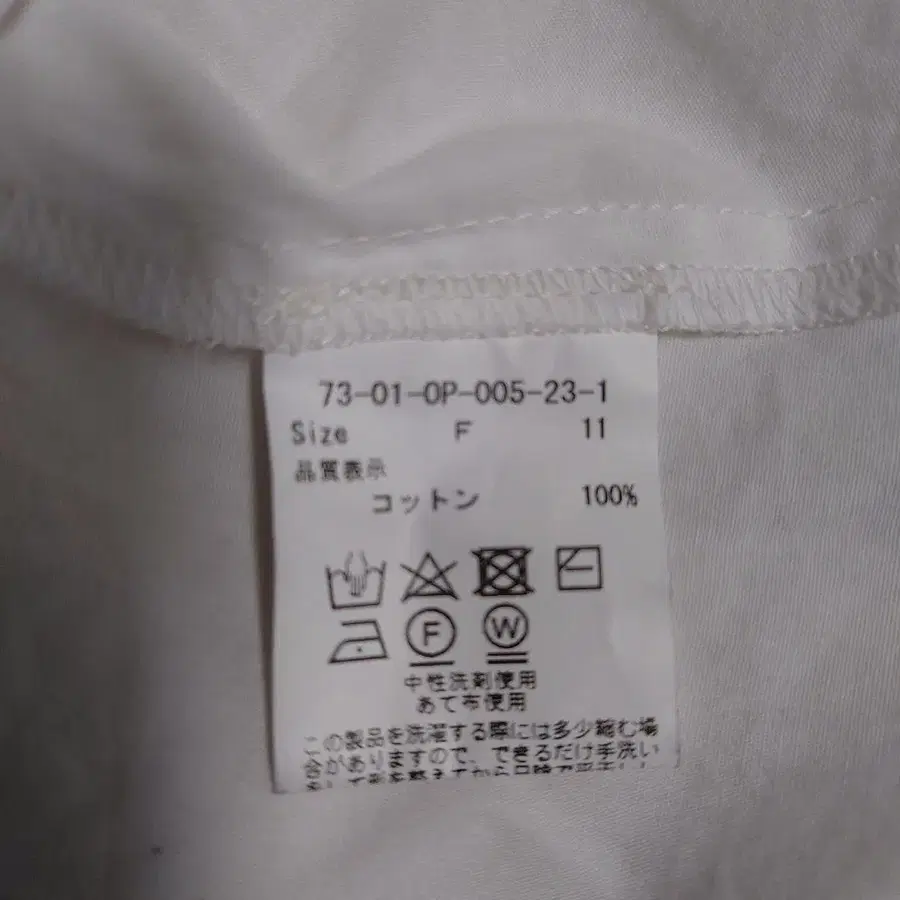 73-01-OP-005-23-1
Size F 11
品質表示
コットン 100%
F W
中性洗剤使用
あて布使用
この製品を洗濯する際には多少縮む場
合がありますので、できるだけ手洗い